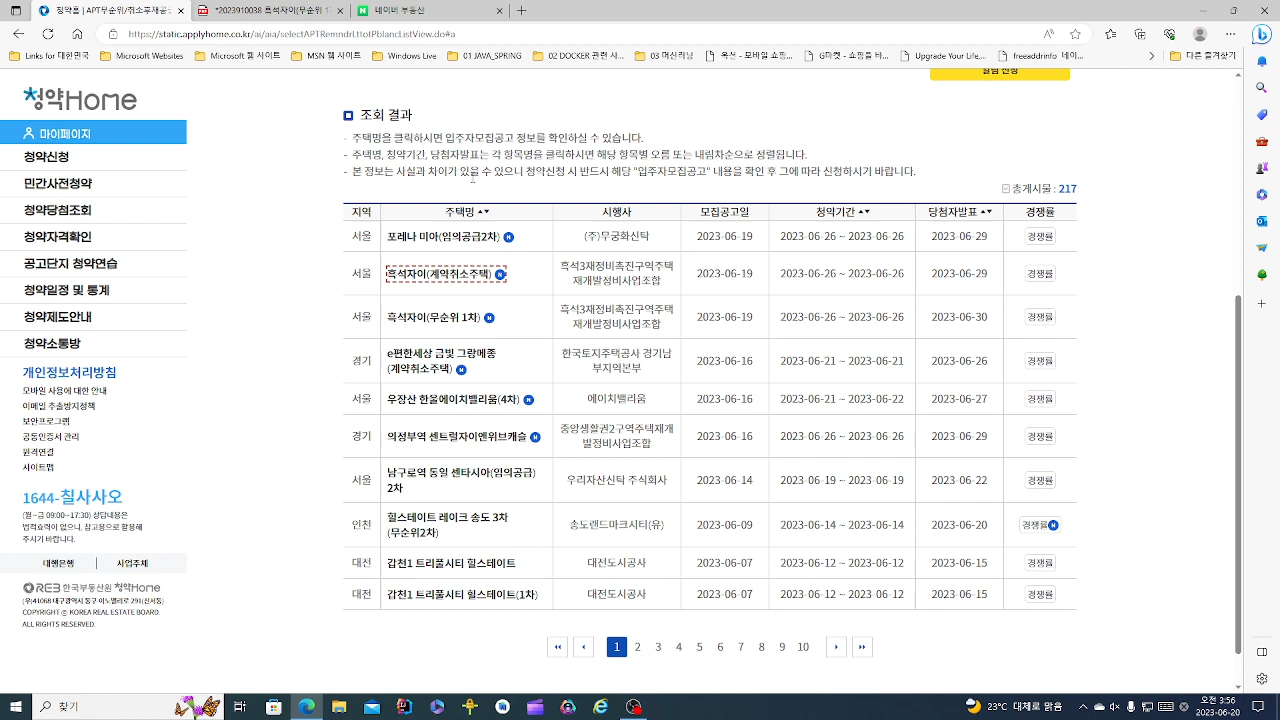 청약홈 | APT무순위/취소후재공급
*2023910038 흑석자이(무순위 1
네이버 부동산
https://static.applyhome.co.kr/ai/aia/selectAPTRemndrLttotPblancListView.do#a
Links for 대한민국
Microsoft Websites
Microsoft 웹 사이트
MSN 웹 사이트
Windows Live
01 JAVA_SPRING
02 DOCKER 관련 사...
03 머신러닝
옥션 - 모바일 쇼핑...
G마켓 - 쇼핑을 바...
Upgrade Your Life,...
freeaddrinfo 네이...
다른 즐겨찾기
청약Home
마이페이지
청약신청
민간사전청약
청약당첨조회
청약자격확인
공고단지 청약연습
청약일정 및 통계
청약제도안내
청약소통방
개인정보처리방침
모바일 사용에 대한 안내
이메일 추출방지정책
보안프로그램
공동인증서 관리
원격연결
사이트맵
1644-칠사사오
(월~금 09:00~17:30) 상담내용은
법적효력이 없으니, 참고용으로 활용해
주시기 바랍니다.
대행은행 사업주체
REB 한국부동산원 청약Home
(우)41068 대구광역시 동구 이노밸리로 291(신서동)
COPYRIGHT ⓒ KOREA REAL ESTATE BOARD.
ALL RIGHTS RESERVED.
알림 신청
조회 결과
- 주택명을 클릭하시면 입주자모집공고 정보를 확인하실 수 있습니다.
- 주택명, 청약기간, 당첨자발표는 각 항목명을 클릭하시면 해당 항목별 오름 또는 내림차순으로 정렬됩니다.
- 본 정보는 사실과 차이가 있을 수 있으니 청약신청 시 반드시 해당 "입주자모집공고" 내용을 확인 후 그에 따라 신청하시기 바랍니다.
총게시물 : 217
지역 주택명 ▲▼ 시행사 모집공고일 청약기간 ▲▼ 당첨자발표 ▲▼ 경쟁률
서울 포레나 미아(임의공급2차) N (주)무궁화신탁 2023-06-19 2023-06-26 ~ 2023-06-26 2023-06-29 경쟁률
서울 흑석자이(계약취소주택) N 흑석3재정비촉진구역주택
재개발정비사업조합 2023-06-19 2023-06-26 ~ 2023-06-26 2023-06-29 경쟁률
서울 흑석자이(무순위 1차) N 흑석3재정비촉진구역주택
재개발정비사업조합 2023-06-19 2023-06-26 ~ 2023-06-26 2023-06-30 경쟁률
경기 e편한세상 금빛 그랑메종
(계약취소주택) N 한국토지주택공사 경기남
부지역본부 2023-06-16 2023-06-21 ~ 2023-06-21 2023-06-26 경쟁률
서울 우장산 한울에이치밸리움(4차) N 에이치밸리움 2023-06-16 2023-06-21 ~ 2023-06-22 2023-06-27 경쟁률
경기 의정부역 센트럴자이앤위브캐슬 N 중앙생활권2구역주택재개
발정비사업조합 2023-06-16 2023-06-26 ~ 2023-06-26 2023-06-29 경쟁률
서울 남구로역 동일 센타시아(임의공급)
2차 우리자산신탁 주식회사 2023-06-14 2023-06-19 ~ 2023-06-19 2023-06-22 경쟁률
인천 힐스테이트 레이크 송도 3차
(무순위2차) 송도랜드마크시티(유) 2023-06-09 2023-06-14 ~ 2023-06-14 2023-06-20 경쟁률 N
대전 갑천1 트리풀시티 힐스테이트 대전도시공사 2023-06-07 2023-06-12 ~ 2023-06-12 2023-06-15 경쟁률
대전 갑천1 트리풀시티 힐스테이트(1차) 대전도시공사 2023-06-07 2023-06-12 ~ 2023-06-12 2023-06-15 경쟁률
1 2 3 4 5 6 7 8 9 10
찾기
23°C 대체로 맑음
오전 3:56
2023-06-20